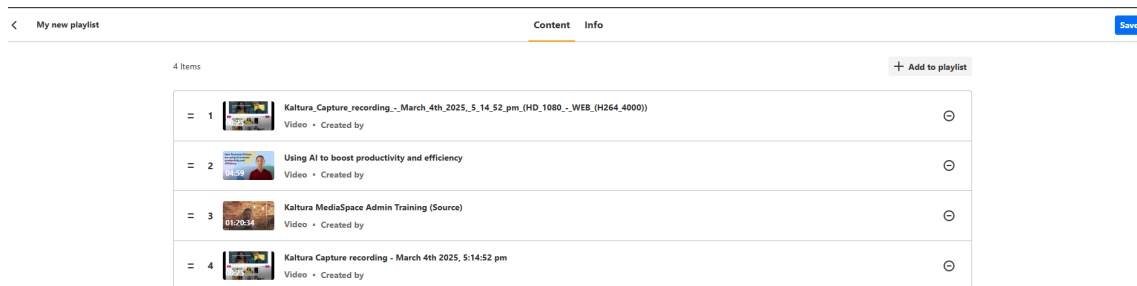 My new playlist
Content Info
Save
4 Items
+ Add to playlist
1
Kaltura_Capture_recording_-_March_4th_2025,_5_14_52_pm_(HD_1080_-_WEB_(H264_4000))
Video • Created by
2
04:59
Using AI to boost productivity and efficiency
Video • Created by
3
01:20:34
Kaltura MediaSpace Admin Training (Source)
Video • Created by
4
Kaltura Capture recording - March 4th 2025, 5:14:52 pm
Video • Created by